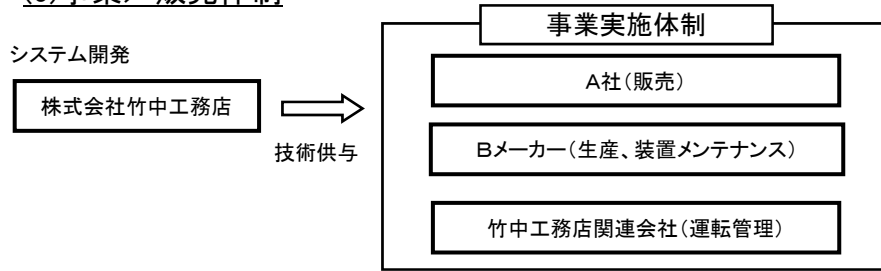 事業実施体制
システム開発
A社（販売）
株式会社竹中工務店
技術供与
Bメーカー（生産、装置メンテナンス）
竹中工務店関連会社（運転管理）